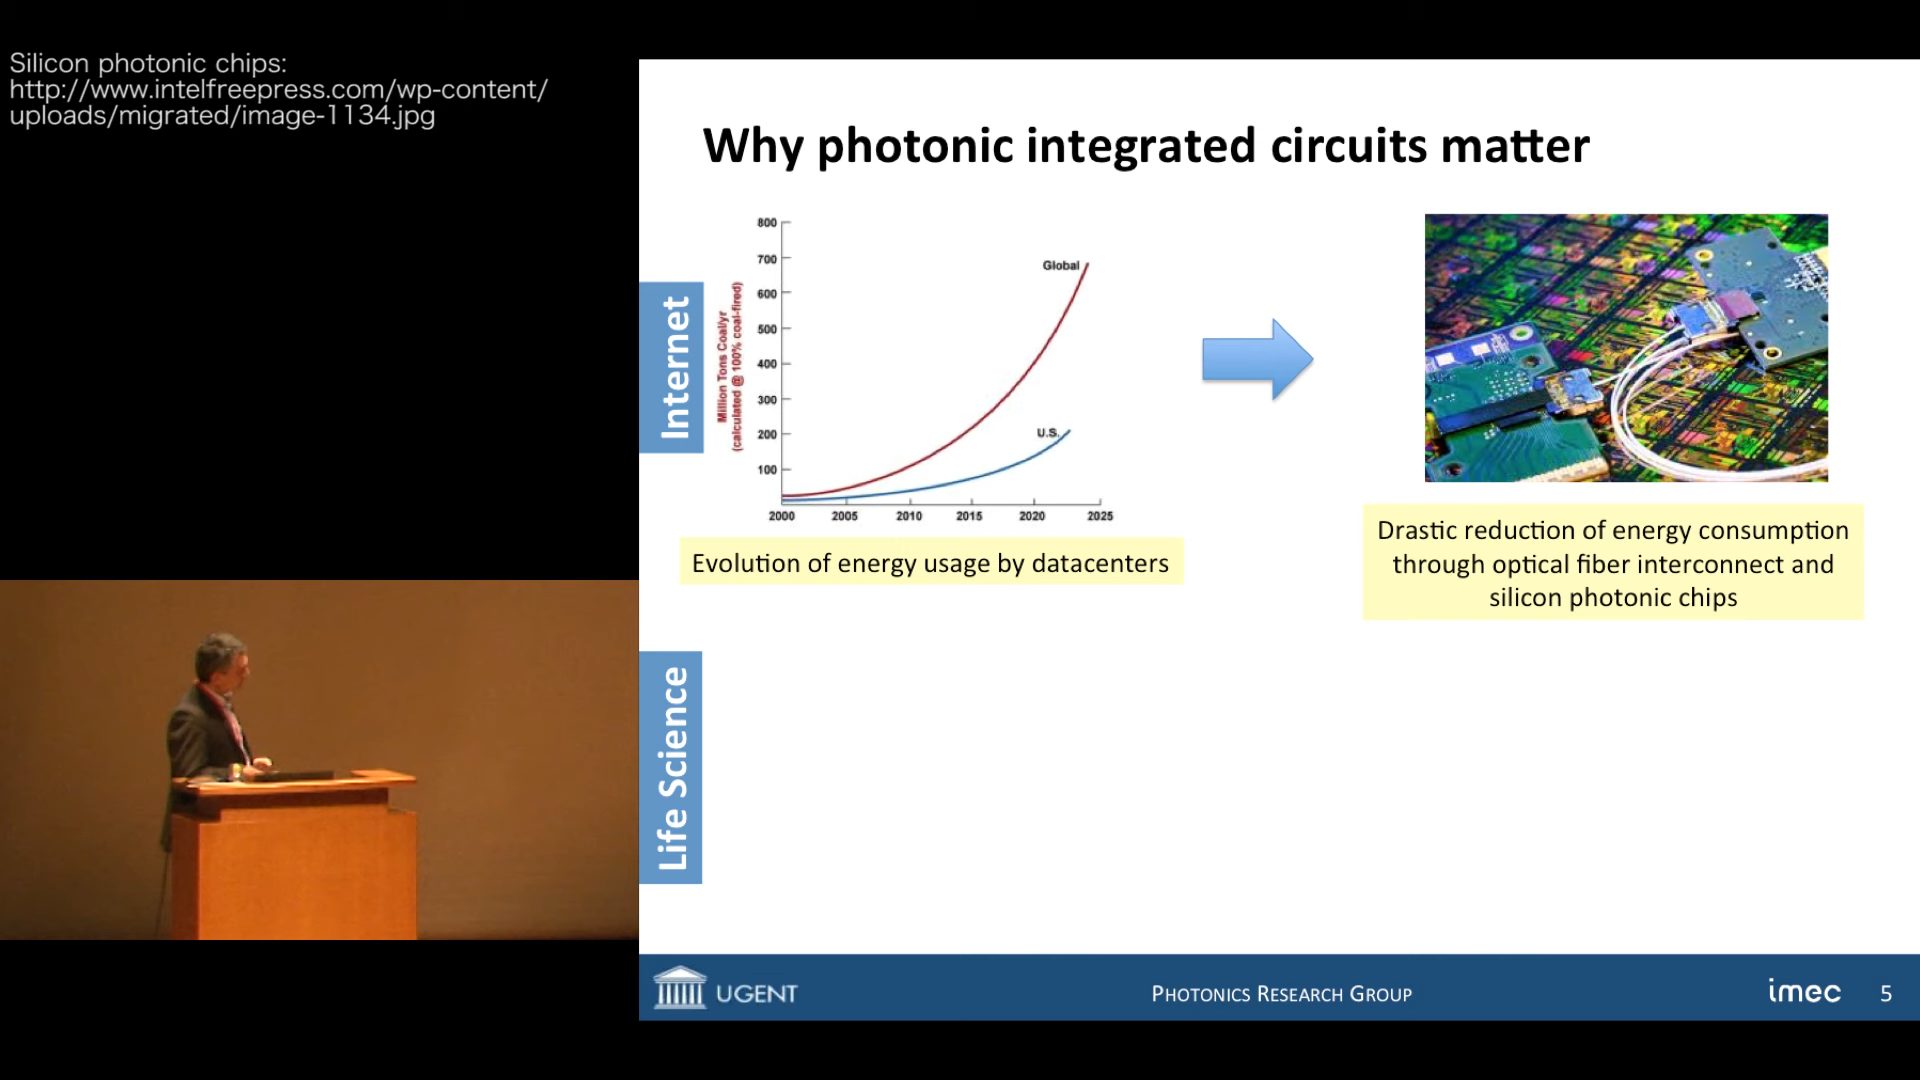 Silicon photonic chips:
http://www.intelfreepress.com/wp-content/
uploads/migrated/image-1134.jpg
Why photonic integrated circuits matter
Internet
Million Tons Coal/yr
(calculated @ 100% coal-fired)
800
700
600
500
400
300
200
100
Global
U.S.
2000 2005 2010 2015 2020 2025
Evolution of energy usage by datacenters
Drastic reduction of energy consumption
through optical fiber interconnect and
silicon photonic chips
Life Science
UGENT
PHOTONICS RESEARCH GROUP
imec
5